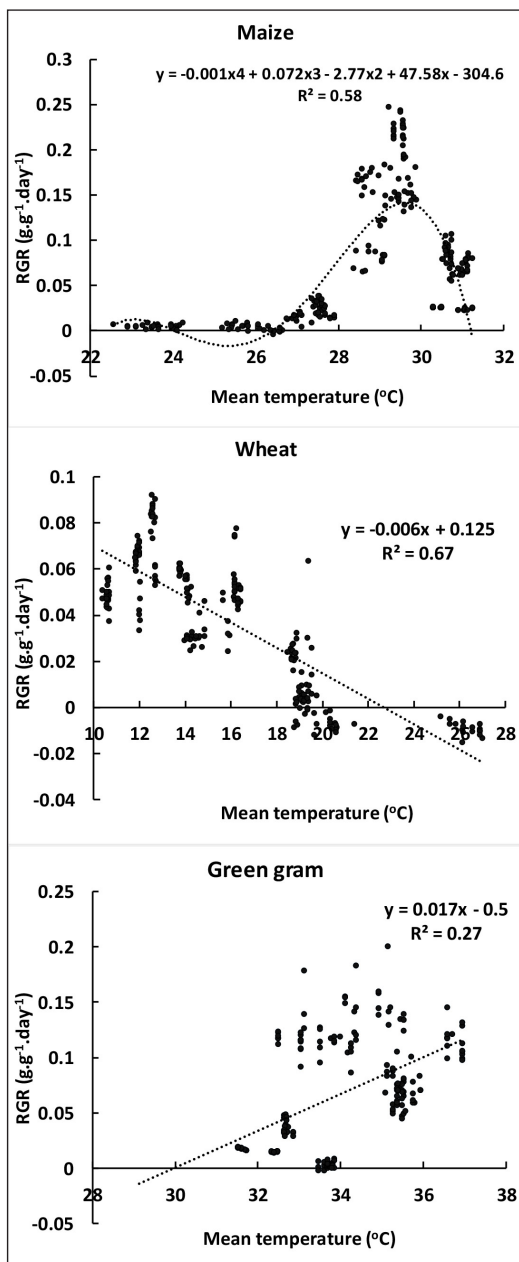 Maize
y = -0.001x4 + 0.072x3 - 2.77x2 + 47.58x - 304.6
R² = 0.58
0.3
0.25
0.2
0.15
0.1
0.05
0
-0.05
22 24 26 28 30 32
RGR (g.g⁻¹.day⁻¹)
Mean temperature (ºC)
Wheat
y = -0.006x + 0.125
R² = 0.67
0.1
0.08
0.06
0.04
0.02
0
-0.02
-0.04
10 12 14 16 18 20 22 24 26 28
RGR (g.g⁻¹.day⁻¹)
Mean temperature (ºC)
Green gram
y = 0.017x - 0.5
R² = 0.27
0.25
0.2
0.15
0.1
0.05
0
-0.05
28 30 32 34 36 38
RGR (g.g⁻¹.day⁻¹)
Mean temperature (ºC)